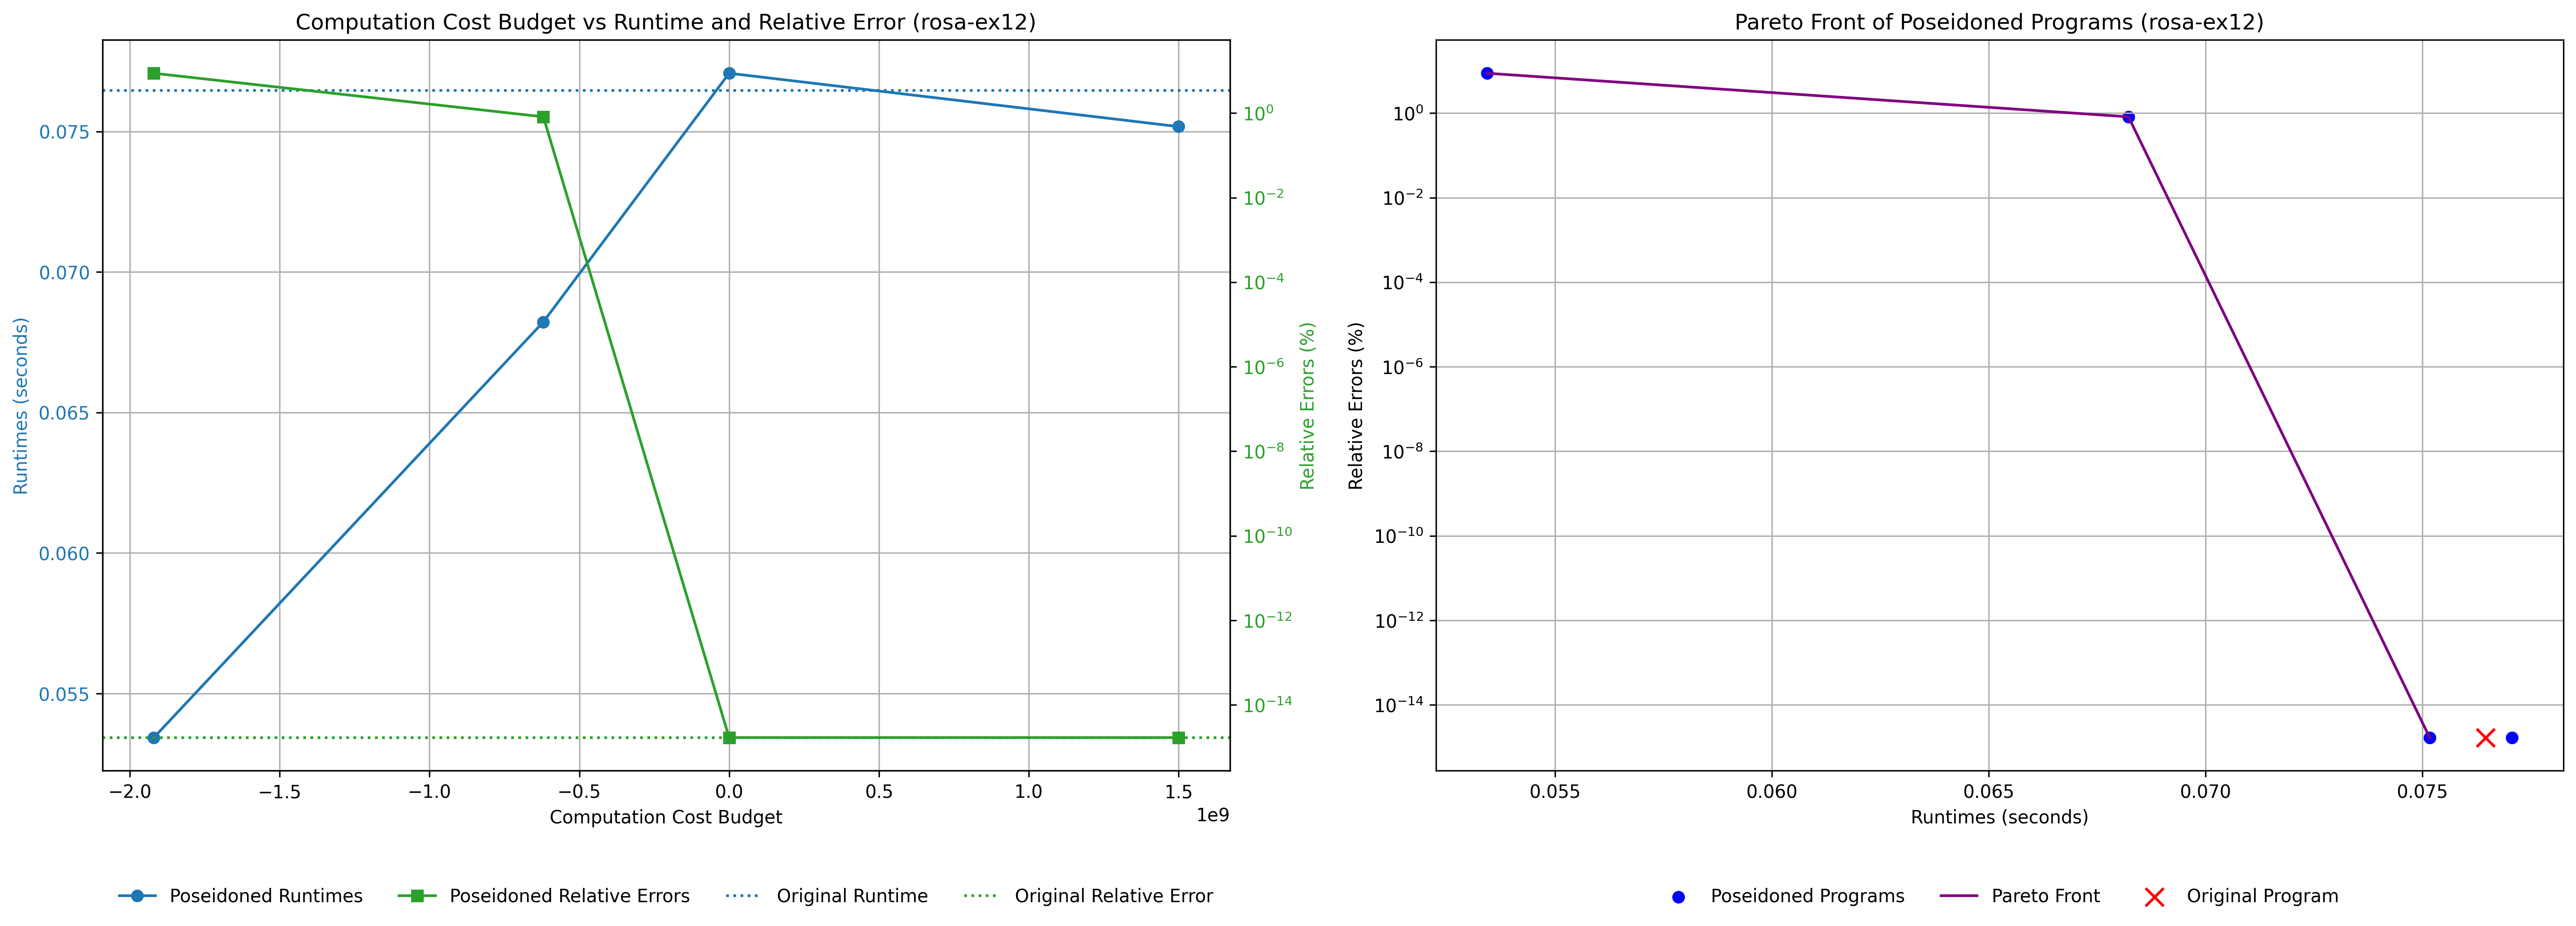 Computation Cost Budget vs Runtime and Relative Error (rosa-ex12)
Runtimes (seconds)
0.075
0.070
0.065
0.060
0.055
10⁰
10⁻²
10⁻⁴
10⁻⁶
10⁻⁸
10⁻¹⁰
10⁻¹²
10⁻¹⁴
Relative Errors (%)
−2.0 −1.5 −1.0 −0.5 0.0 0.5 1.0 1.5
1e9
Computation Cost Budget
Poseidoned Runtimes Poseidoned Relative Errors Original Runtime Original Relative Error
Pareto Front of Poseidoned Programs (rosa-ex12)
Relative Errors (%)
10⁰
10⁻²
10⁻⁴
10⁻⁶
10⁻⁸
10⁻¹⁰
10⁻¹²
10⁻¹⁴
0.055 0.060 0.065 0.070 0.075
Runtimes (seconds)
Poseidoned Programs Pareto Front Original Program